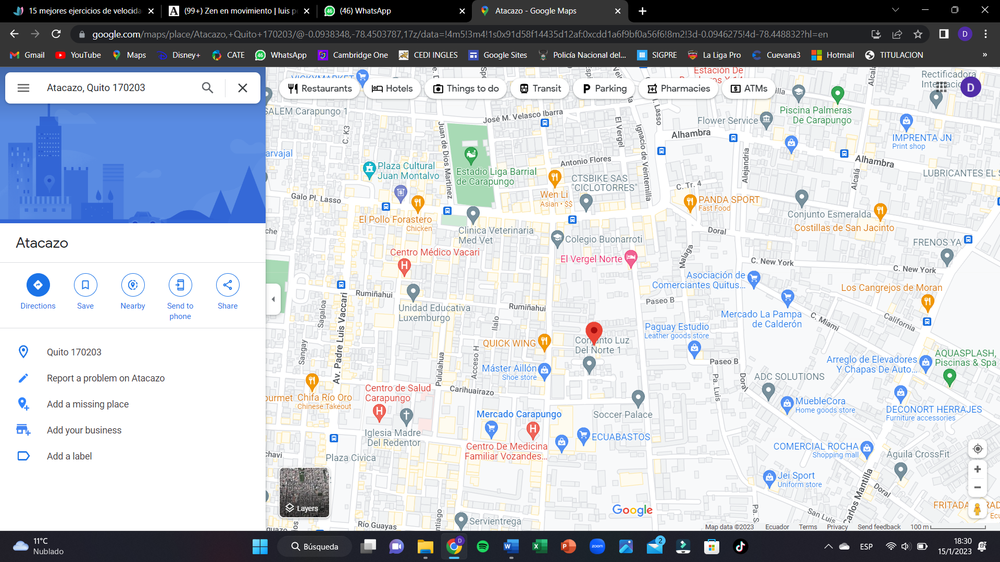 15 mejores ejercicios de velocida
(99+) Zen en movimiento | luis p
(46) WhatsApp
Atacazo - Google Maps
google.com/maps/place/Atacazo,+Quito+170203/@-0.0938348,-78.4503787,17z/data=!4m5!3m4!1s0x91d58f14435d12af:0xcdd1a6f9bf0a56f6!8m2!3d-0.0946275!4d-78.448832?hl=en
D
Gmail
YouTube
Maps
Disney+
CATE
WhatsApp
Cambridge One
CEDI INGLES
Google Sites
Policía Nacional del...
SIGPRE
La Liga Pro
Cuevana3
Hotmail
TITULACION
»
Atacazo, Quito 170203
Restaurants
Hotels
Things to do
Transit
Parking
Pharmacies
ATMs
D
Atacazo
Directions
Save
Nearby
Send to
phone
Share
Quito 170203
Report a problem on Atacazo
Add a missing place
Add your business
Add a label
VICKYMARKET
Estación De
Rectificadora
SALEM Carapungo 1
C. K3
José M. Velasco Ibarra
Juan de Dios Martinez
El Vergel
I. Lasso
Ignacio de Veintemilla
Flower Service
Piscina Palmeras
De Carapungo
Alhambra
IMPRENTA JN
Print shop
Alhambra
Alejandria
Alcalá
LUBRICANTES EL S
arvajal
Plaza Cultural
Juan Montalvo
Estadio Liga Barrial
de Carapungo
Antonio Flores
CTSBIKE SAS
"CICLOTORRES"
C. Tr. 4
Wen Li
Asian • $$
PANDA SPORT
Fast Food
Galo Pl. Lasso
El Pollo Forastero
Chicken
Conjunto Esmeralda
Costillas de San Jacinto
Clinica Veterinaria
Med Vet
che
Doral
Colegio Buonarroti
FRENOS YA
Centro Médico Vacari
El Vergel Norte
Malaga
C. New York
C. New York
Asociación de
Comerciantes Quitus...
Los Cangrejos de Moran
Rumiñahui
Rumiñahui
Paseo B
Unidad Educativa
Luxemburgo
Sagaloa
Av. Padre Luis Vaccari
Ilalo
Mercado La Pampa
de Calderón
C. Miami
California
Paguay Estudio
Leather goods store
Conjunto Luz
Del Norte 1
QUICK WING
Sangay
Acceso H
Pululahua
Paseo B
Arreglo de Elevadores
Y Chapas De Auto...
AQUASPLASH,
Piscinas & Spa
Máster Aillón
Shoe store
ADC SOLUTIONS
Pa. Luis
Doral
Carihuairazo
Centro de Salud
Carapungo
ourmet
Chifa Río Oro
Chinese Takeout
Soccer Palace
MuebleCora
Home goods store
DECONORT HERRAJES
Furniture accessories
Mercado Carapungo
Iglesia Madre
Del Redentor
ECUABASTOS
Centro De Medicina
Familiar Vozandes...
COMERCIAL ROCHA
Shopping mall
Águila CrossFit
chavi
Plaza Civica
Jei Sport
Uniform store
Carlos Mantilla
Doral
Layers
Google
FRITADA
Servientrega
Río Guayas
San Luis
Map data ©2023
Ecuador
Terms
Privacy
Send feedback
100 m
11°C
Nublado
Búsqueda
2
ESP
18:30
15/1/2023